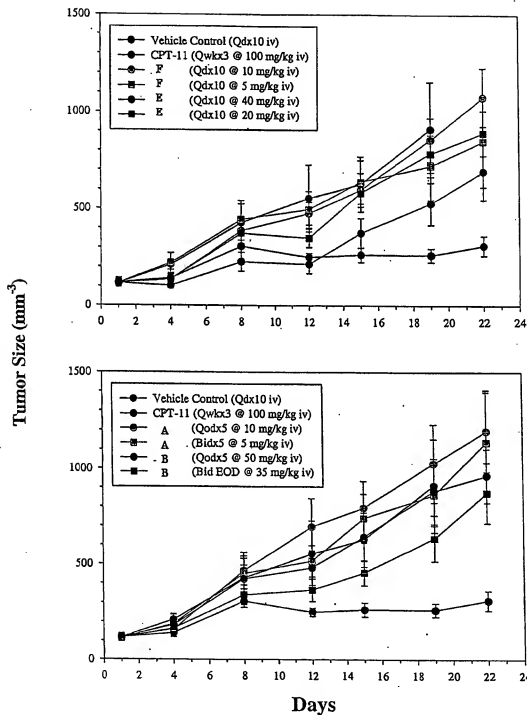 Tumor Size (mm-3)
1500
1000
500
0
Vehicle Control (Qdx10 iv)
CPT-11 (Qwkx3 @ 100 mg/kg iv)
F (Qdx10 @ 10 mg/kg iv)
F (Qdx10 @ 5 mg/kg iv)
E (Qdx10 @ 40 mg/kg iv)
E (Qdx10 @ 20 mg/kg iv)
0 2 4 6 8 10 12 14 16 18 20 22 24
1500
1000
500
0
Vehicle Control (Qdx10 iv)
CPT-11 (Qwkx3 @ 100 mg/kg iv)
A (Qodx5 @ 10 mg/kg iv)
A (Bidx5 @ 5 mg/kg iv)
B (Qodx5 @ 50 mg/kg iv)
B (Bid EOD @ 35 mg/kg iv)
0 2 4 6 8 10 12 14 16 18 20 22 24
Days